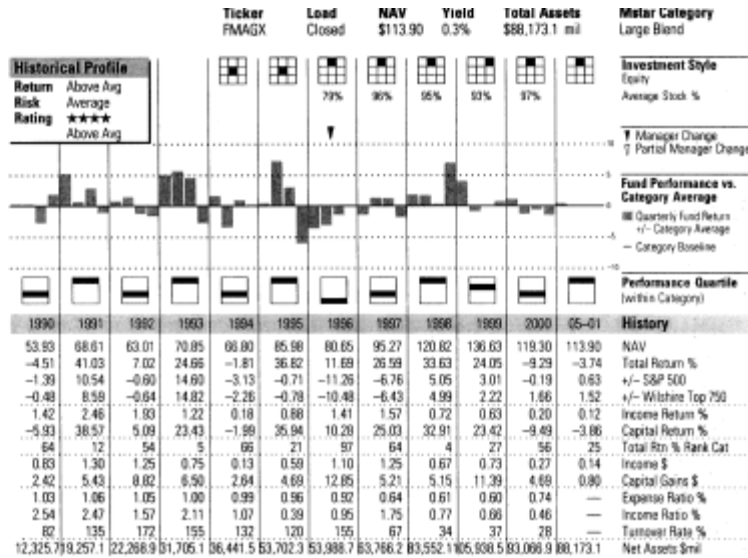 Ticker Load NAV Yield Total Assets Mstar Category
FMAGX Closed $113.90 0.3% $88,173.1 mil Large Blend
Historical Profile
Return Above Avg
Risk Average
Rating ★★★★
Above Avg
Investment Style
Equity
79% 96% 95% 93% 97% Average Stock %
Manager Change
Partial Manager Change
10
5
0
-5
-10
Fund Performance vs.
Category Average
Quarterly Fund Return
+/– Category Average
— Category Baseline
Performance Quartile
(within Category)
1990 1991 1992 1993 1994 1995 1996 1997 1998 1999 2000 05–01 History
53.93 68.61 63.01 70.85 66.80 85.98 80.65 95.27 120.82 136.63 119.30 113.90 NAV
–4.51 41.03 7.02 24.66 –1.81 36.82 11.69 26.59 33.63 24.05 –9.29 –3.74 Total Return %
–1.39 10.54 –0.60 14.60 –3.13 –0.71 –11.26 –6.76 5.05 3.01 –0.19 0.63 +/– S&P 500
–0.48 8.59 –0.64 14.82 –2.26 –0.78 –10.48 –6.43 4.99 2.22 1.66 1.52 +/– Wilshire Top 750
1.42 2.46 1.93 1.22 0.18 0.88 1.41 1.57 0.72 0.63 0.20 0.12 Income Return %
–5.93 38.57 5.09 23.43 –1.99 35.94 10.28 25.03 32.91 23.42 –9.49 –3.86 Capital Return %
64 12 54 5 66 21 97 64 4 27 56 25 Total Rtn % Rank Cat
0.83 1.30 1.25 0.75 0.13 0.59 1.10 1.25 0.67 0.73 0.27 0.14 Income $
2.42 5.43 8.82 6.50 2.64 4.69 12.85 5.21 5.15 11.39 4.69 0.80 Capital Gains $
1.03 1.06 1.05 1.00 0.99 0.96 0.92 0.64 0.61 0.60 0.74 — Expense Ratio %
2.54 2.47 1.57 2.11 1.07 0.39 0.95 1.75 0.77 0.66 0.46 — Income Ratio %
82 135 172 155 132 120 155 67 34 37 28 — Turnover Rate %
12,325.7 19,257.1 22,268.9 31,705.1 36,441.5 53,702.3 53,988.7 63,766.2 83,552.1 105,938.5 93,066.9 88,173.1 Net Assets $mil